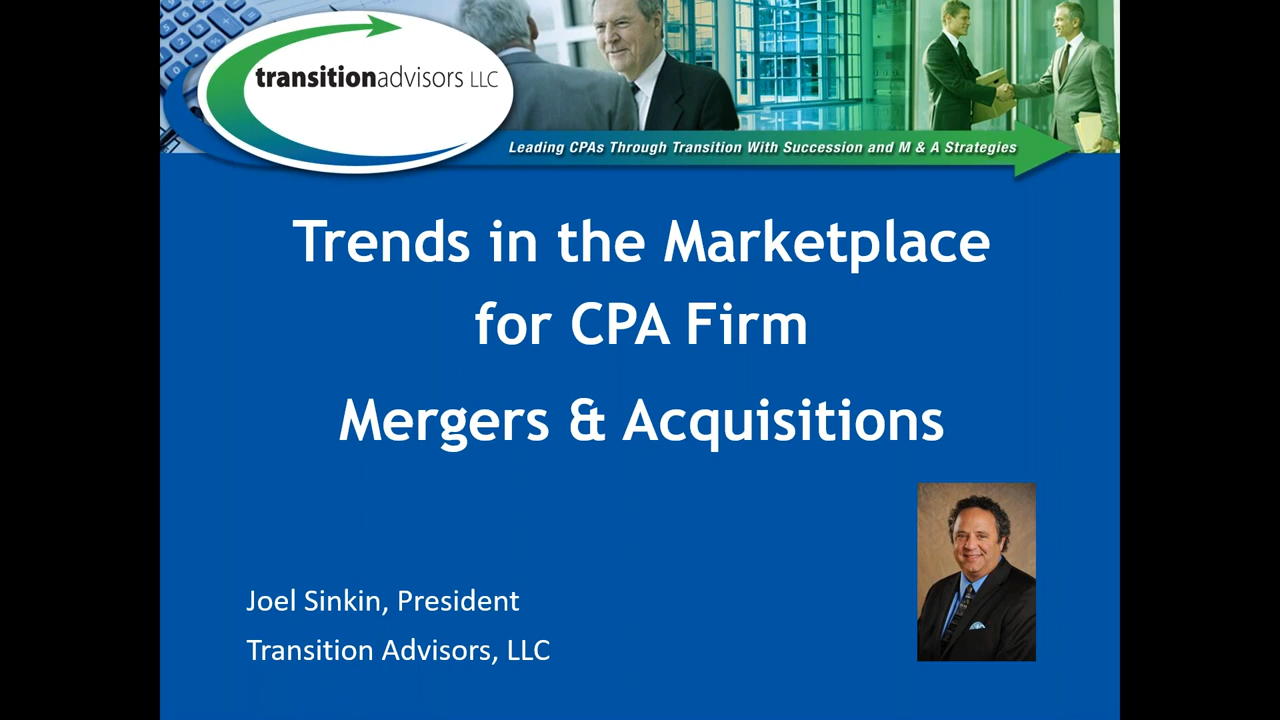 transitionadvisors LLC
Leading CPAs Through Transition With Succession and M & A Strategies
Trends in the Marketplace
for CPA Firm
Mergers & Acquisitions
Joel Sinkin, President
Transition Advisors, LLC